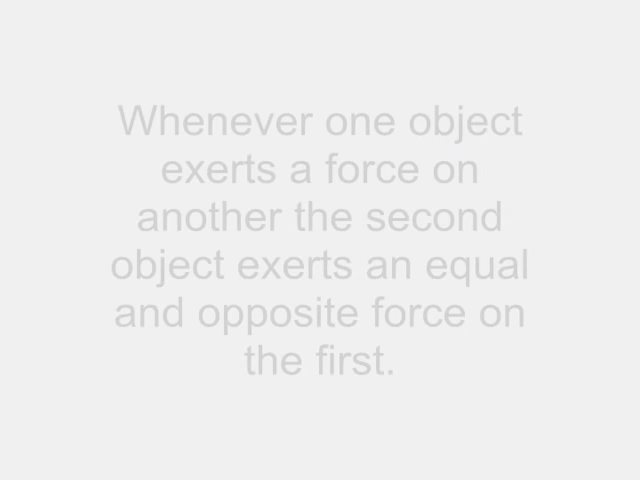 Whenever one object
exerts a force on
another the second
object exerts an equal
and opposite force on
the first.